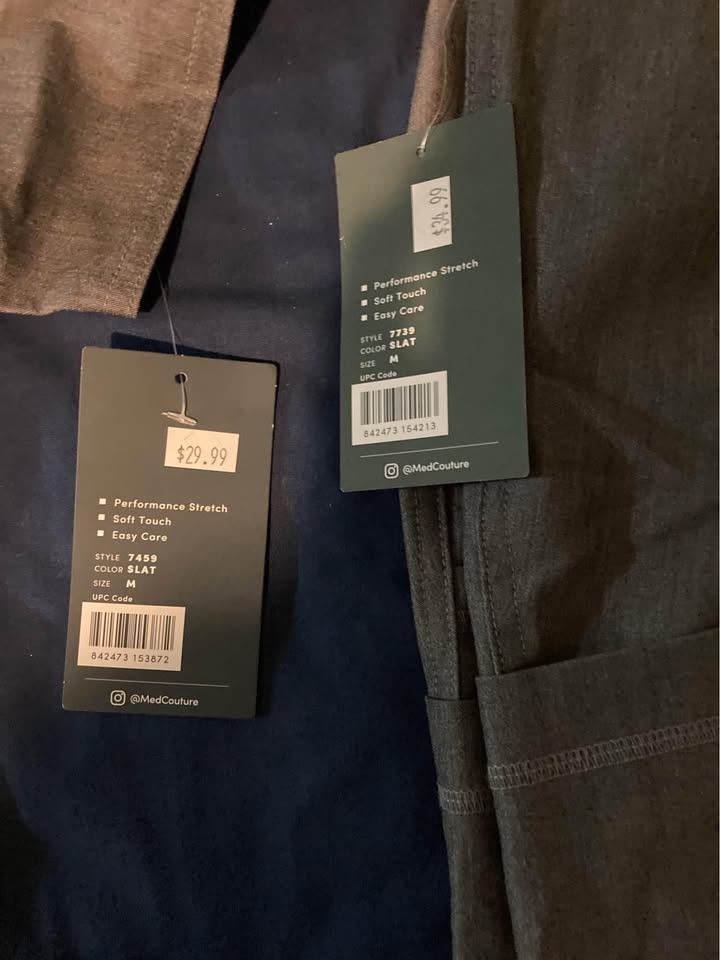 $34.99
Performance Stretch
Soft Touch
Easy Care
STYLE 7739
COLOR SLAT
SIZE M
UPC Code
842473 154213
@MedCouture
$29.99
Performance Stretch
Soft Touch
Easy Care
STYLE 7459
COLOR SLAT
SIZE M
UPC Code
842473 153872
@MedCouture